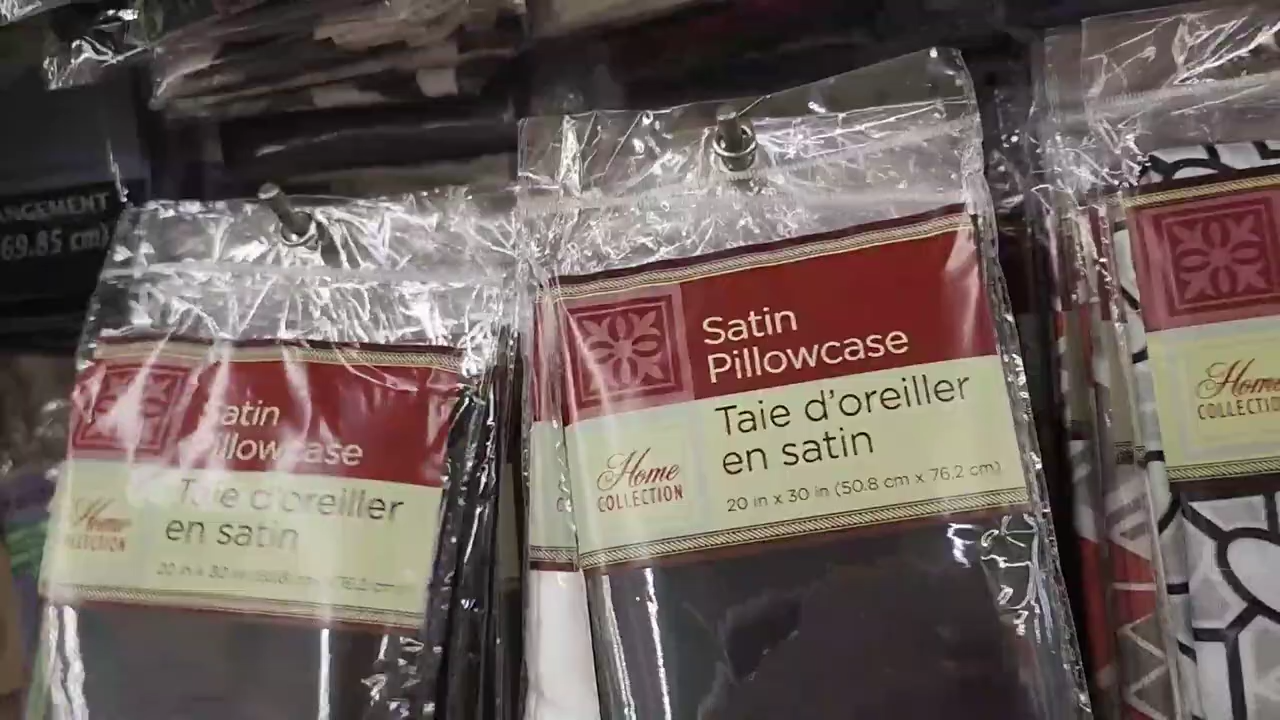 ANGEMENT
69.85 cm)
Satin
Pillowcase
Taie d'oreiller
en satin
Home
COLLECTION
20 in x 30 in (50.8 cm x 76.2 cm)
Satin
Pillowcase
Taie d'oreiller
en satin
Home
COLLECTION
Home
COLLECTIO